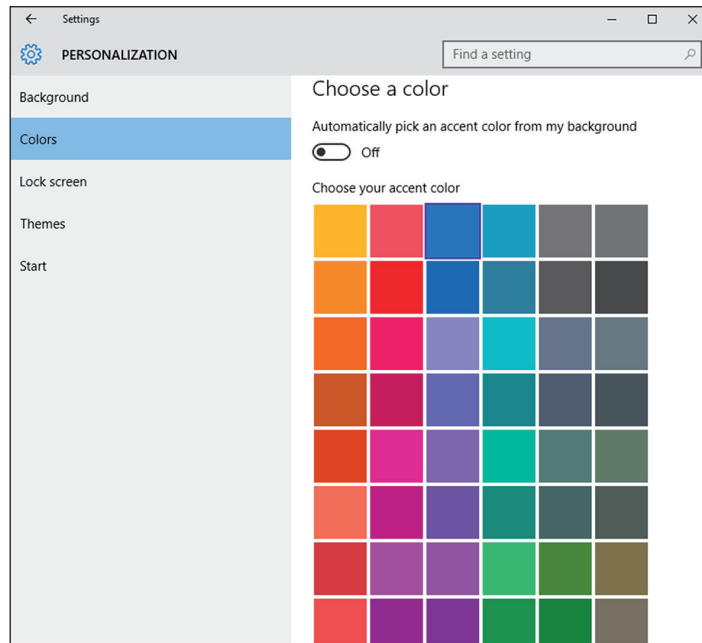 Settings
PERSONALIZATION
Find a setting
Background
Colors
Lock screen
Themes
Start
Choose a color
Automatically pick an accent color from my background
Off
Choose your accent color